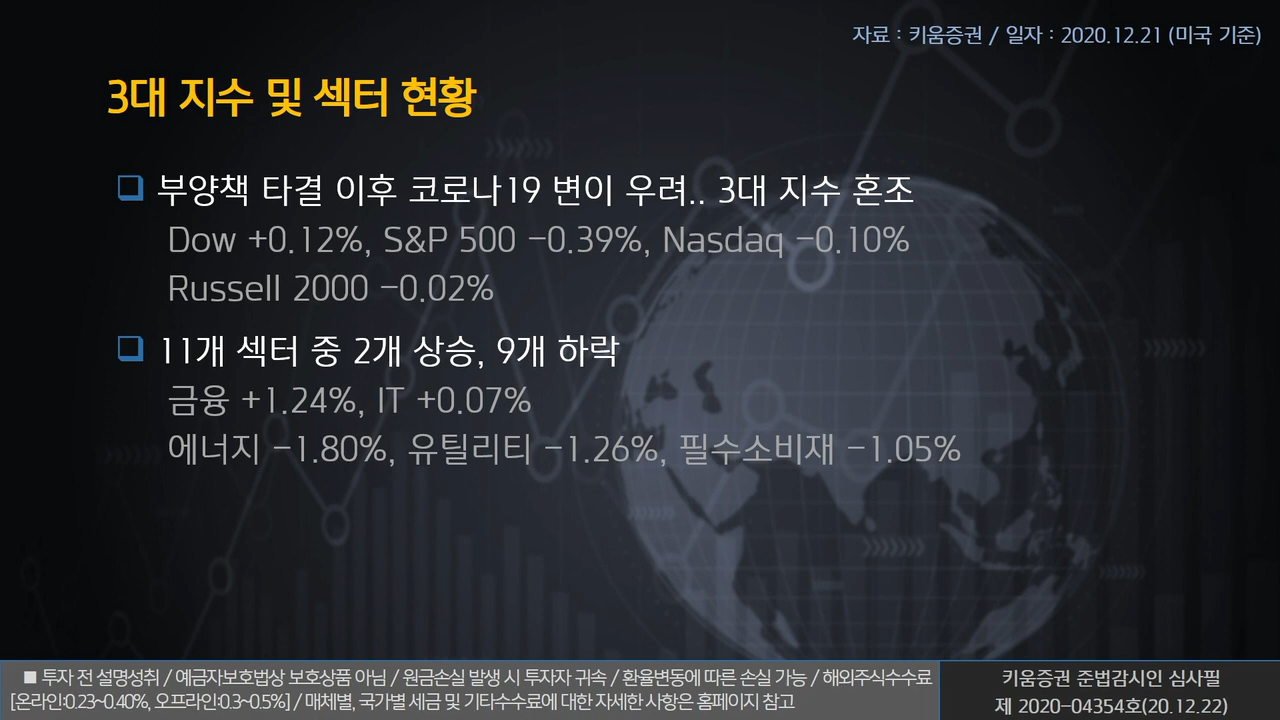 자료 : 키움증권 / 일자 : 2020.12.21 (미국 기준)
3대 지수 및 섹터 현황
❑ 부양책 타결 이후 코로나19 변이 우려.. 3대 지수 혼조
Dow +0.12%, S&P 500 -0.39%, Nasdaq -0.10%
Russell 2000 -0.02%
❑ 11개 섹터 중 2개 상승, 9개 하락
금융 +1.24%, IT +0.07%
에너지 -1.80%, 유틸리티 -1.26%, 필수소비재 -1.05%
■ 투자 전 설명성취 / 예금자보호법상 보호상품 아님 / 원금손실 발생 시 투자자 귀속 / 환율변동에 따른 손실 가능 / 해외주식수수료
[온라인:0.23~0.40%, 오프라인:0.3~0.5%] / 매체별, 국가별 세금 및 기타수수료에 대한 자세한 사항은 홈페이지 참고
키움증권 준법감시인 심사필
제 2020-04354호(20.12.22)